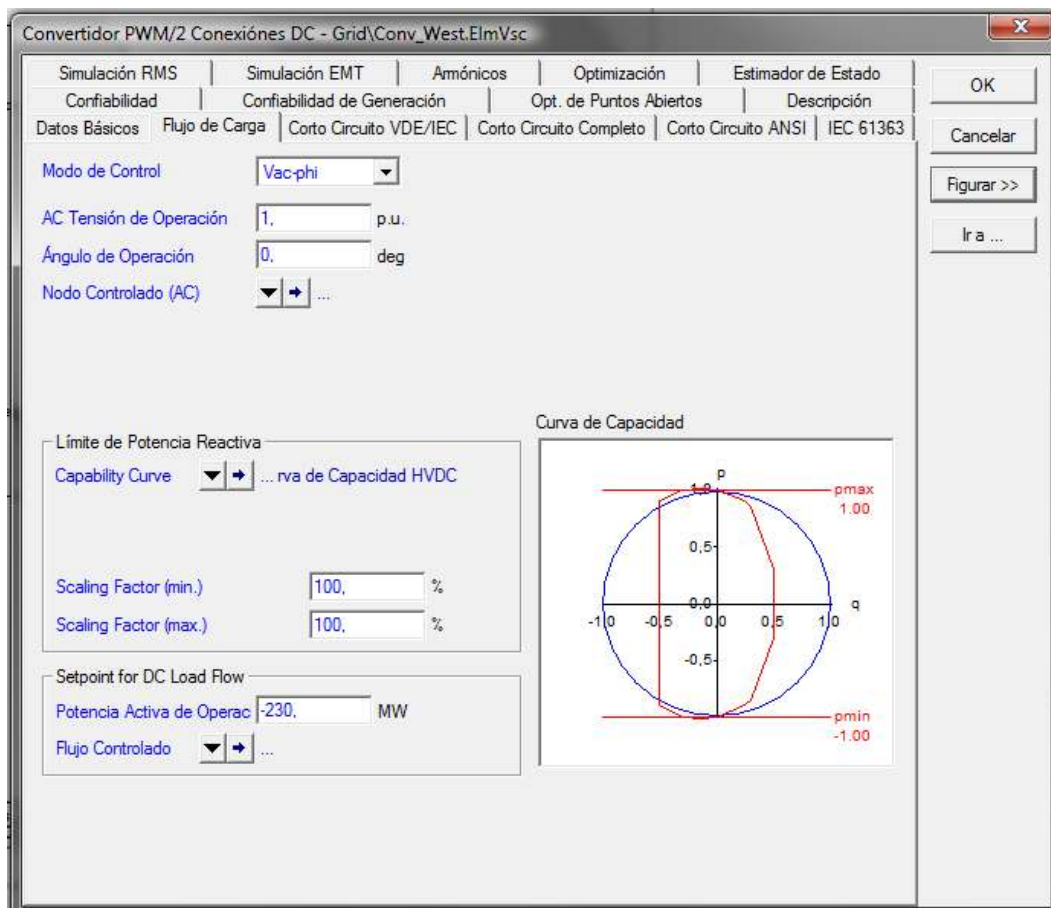 Convertidor PWM/2 Conexiónes DC - Grid\Conv_West.ElmVsc
Simulación RMS Simulación EMT Amónicos Optimización Estimador de Estado
Confiabilidad Confiabilidad de Generación Opt. de Puntos Abiertos Descripción
Datos Básicos Flujo de Carga Corto Circuito VDE/IEC Corto Circuito Completo Corto Circuito ANSI IEC 61363
OK
Cancelar
Figurar >>
Ir a ...
Modo de Control Vac-phi
AC Tensión de Operación 1, p.u.
Ángulo de Operación 0, deg
Nodo Controlado (AC) ...
Límite de Potencia Reactiva
Capability Curve ... rva de Capacidad HVDC
Scaling Factor (min.) 100, %
Scaling Factor (max.) 100, %
Setpoint for DC Load Flow
Potencia Activa de Operac -230, MW
Flujo Controlado ...
Curva de Capacidad
p
1,0
pmax
1.00
0,5
0,0
q
-1,0 -0,5 0,0 0,5 1,0
-0,5
pmin
-1.00